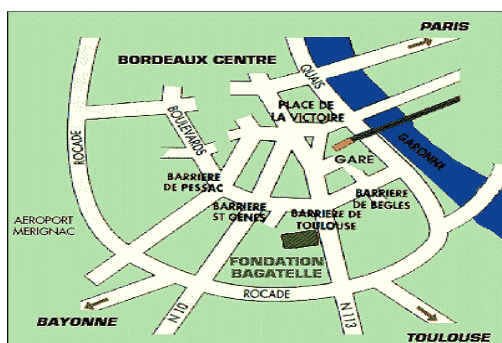 PARIS
BORDEAUX CENTRE
QUAIS
PLACE DE
LA VICTOIRE
BOULEVARDS
ROCADE
GARONNE
GARE
BARRIERE
DE PESSAC
BARRIERE
DE BEGLES
BARRIERE
ST GENES
BARRIERE DE
TOULOUSE
AEROPORT
MERIGNAC
FONDATION
BAGATELLE
ROCADE
BAYONNE
N 10
N 113
TOULOUSE